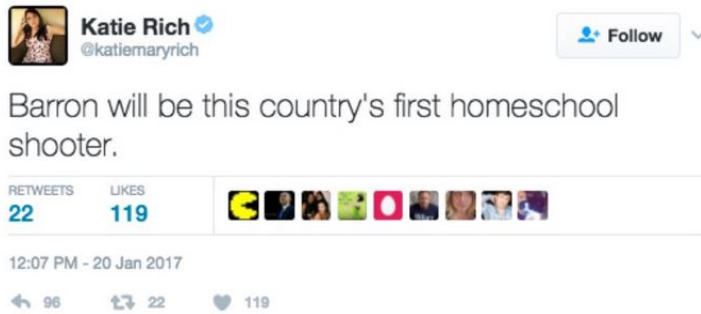 Katie Rich
@katiemaryrich
Follow
Barron will be this country's first homeschool
shooter.
RETWEETS LIKES
22 119
12:07 PM - 20 Jan 2017
96 22 119